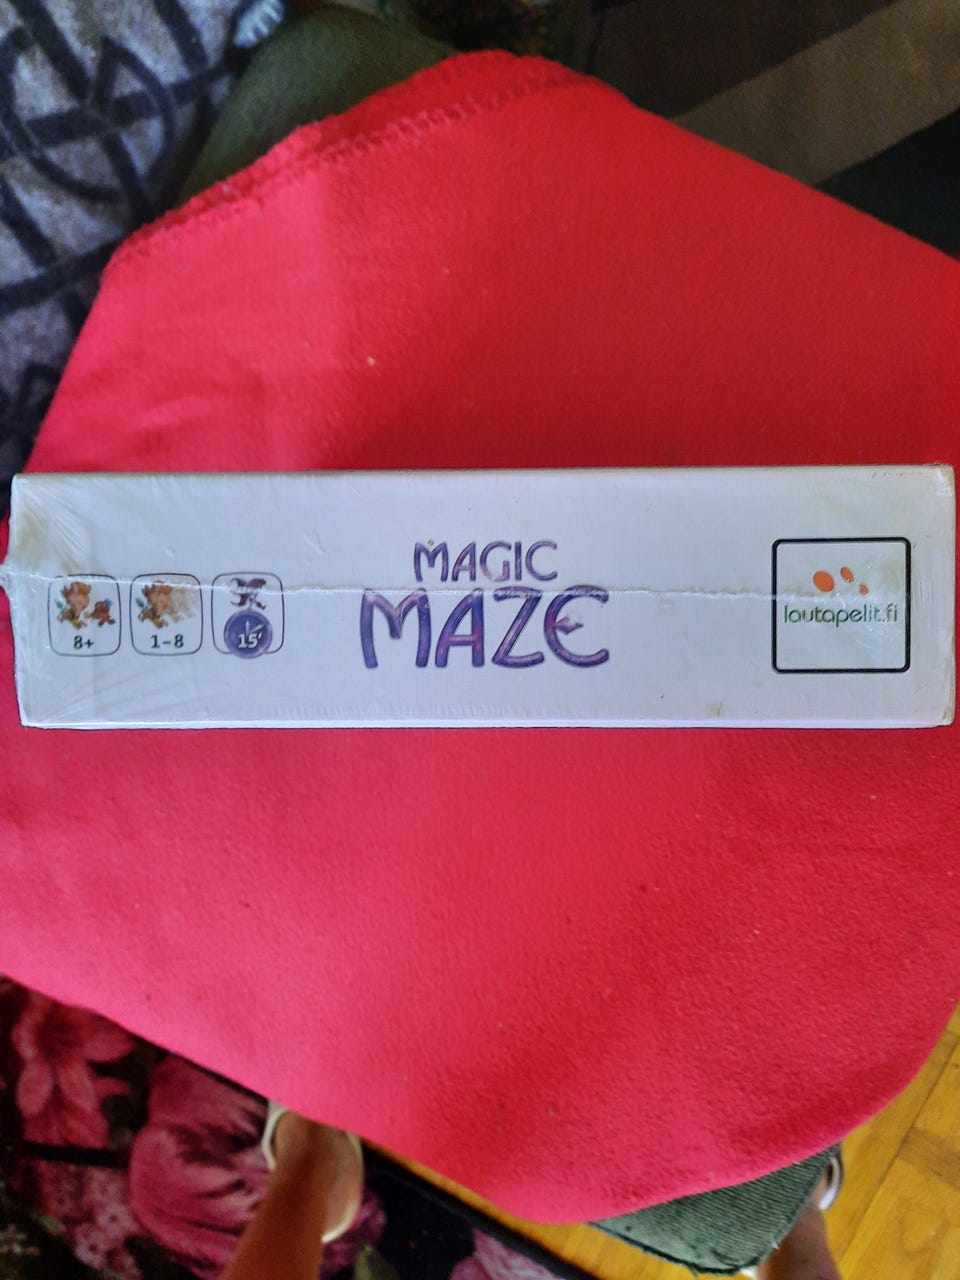 8+
1-8
15'
MAGIC
MAZE
lautapelit.fi